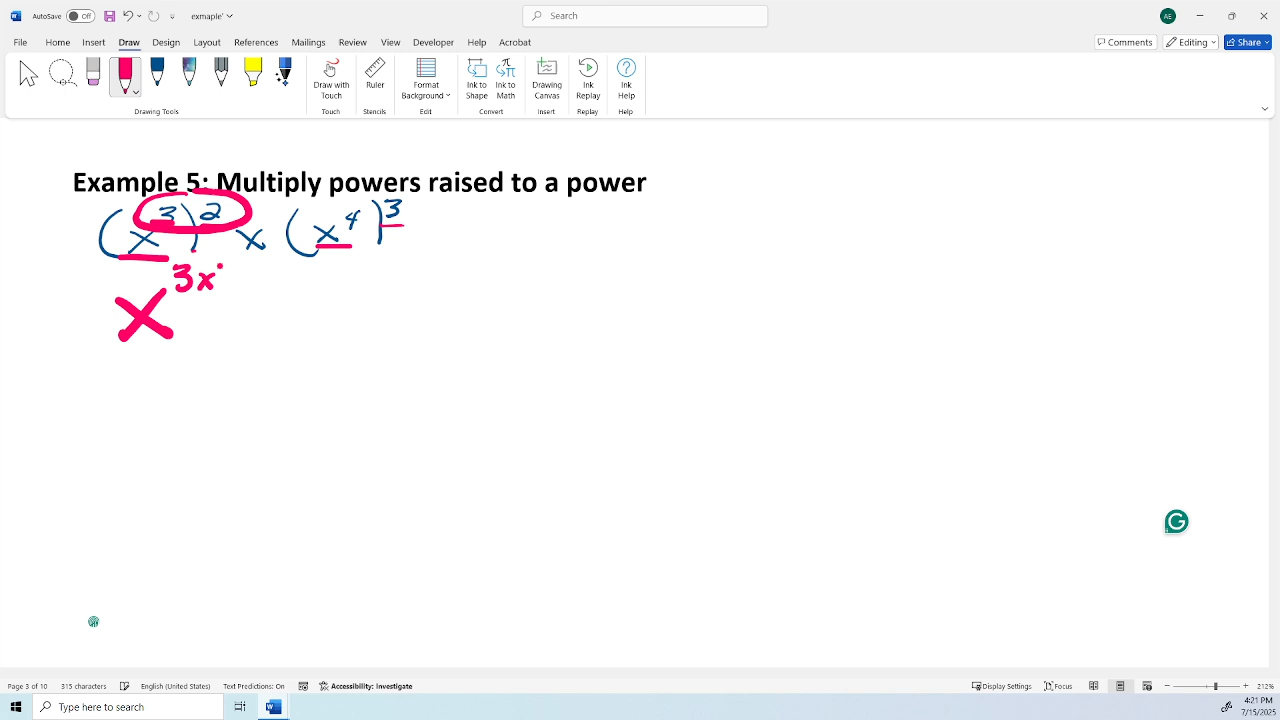 AutoSave Off exmaple' Search AE
File Home Insert Draw Design Layout References Mailings Review View Developer Help Acrobat Comments Editing Share
Draw with Touch Ruler Format Background Ink to Shape Ink to Math Drawing Canvas Ink Replay Ink Help
Drawing Tools Touch Stencils Edit Convert Insert Replay Help
Example 5: Multiply powers raised to a power
(x³)² x (x⁴)³
x^3x
G
Page 3 of 10 315 characters English (United States) Text Predictions: On Accessibility: Investigate Display Settings Focus 212%
Type here to search 4:21 PM
7/15/2025